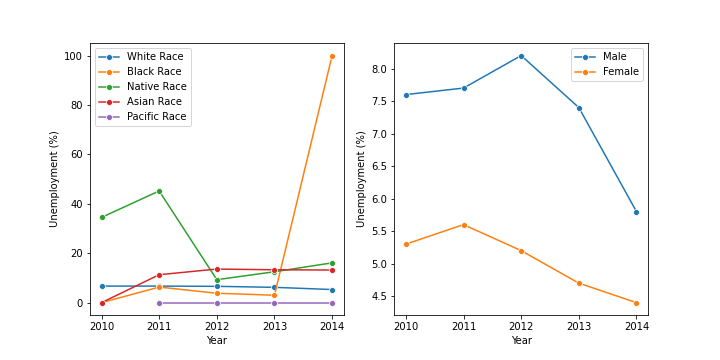 White Race
Black Race
Native Race
Asian Race
Pacific Race
100
80
60
40
20
0
Unemployment (%)
2010 2011 2012 2013 2014
Year
Male
Female
8.0
7.5
7.0
6.5
6.0
5.5
5.0
4.5
Unemployment (%)
2010 2011 2012 2013 2014
Year